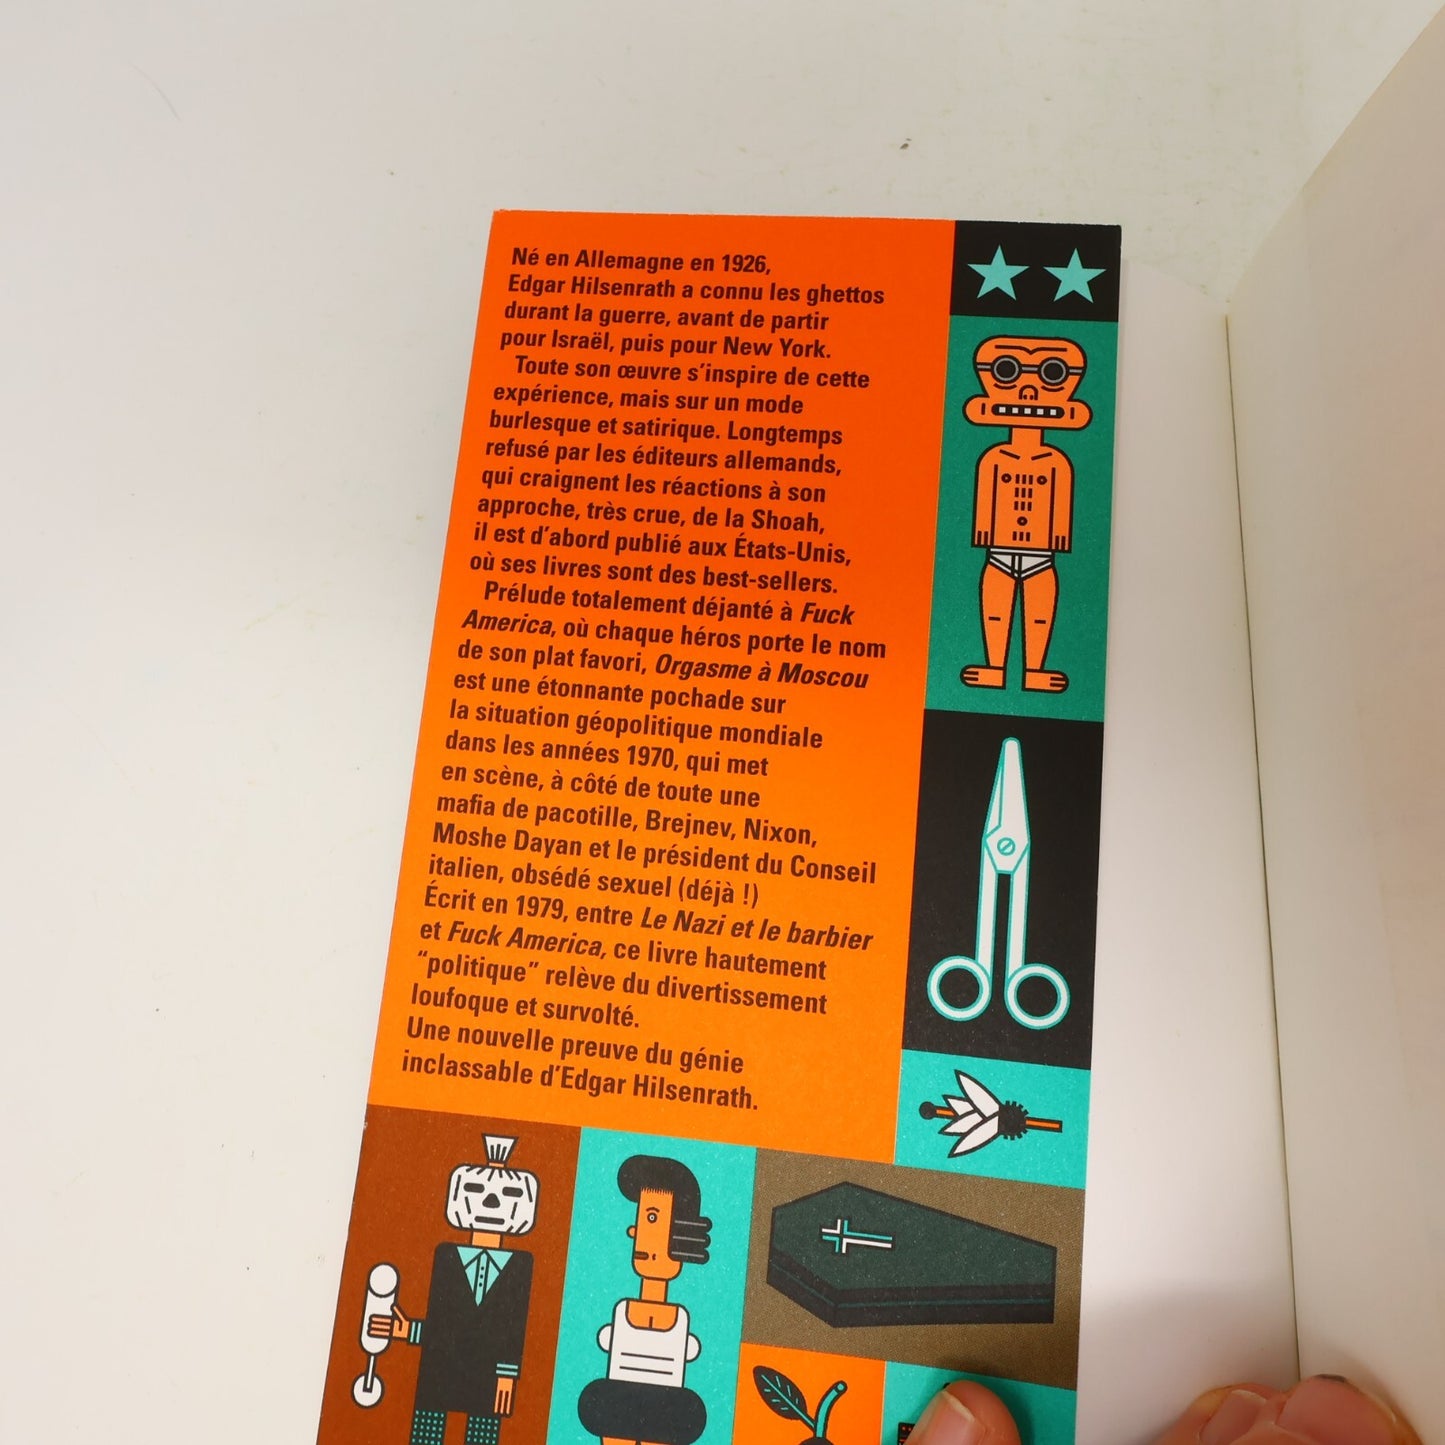 Né en Allemagne en 1926,
Edgar Hilsenrath a connu les ghettos
durant la guerre, avant de partir
pour Israël, puis pour New York.
Toute son œuvre s’inspire de cette
expérience, mais sur un mode
burlesque et satirique. Longtemps
refusé par les éditeurs allemands,
qui craignent les réactions à son
approche, très crue, de la Shoah,
il est d’abord publié aux États-Unis,
où ses livres sont des best-sellers.
Prélude totalement déjanté à Fuck
America, où chaque héros porte le nom
de son plat favori, Orgasme à Moscou
est une étonnante pochade sur
la situation géopolitique mondiale
dans les années 1970, qui met
en scène, à côté de toute une
mafia de pacotille, Brejnev, Nixon,
Moshe Dayan et le président du Conseil
italien, obsédé sexuel (déjà !)
Écrit en 1979, entre Le Nazi et le barbier
et Fuck America, ce livre hautement
“politique” relève du divertissement
loufoque et survolté.
Une nouvelle preuve du génie
inclassable d’Edgar Hilsenrath.